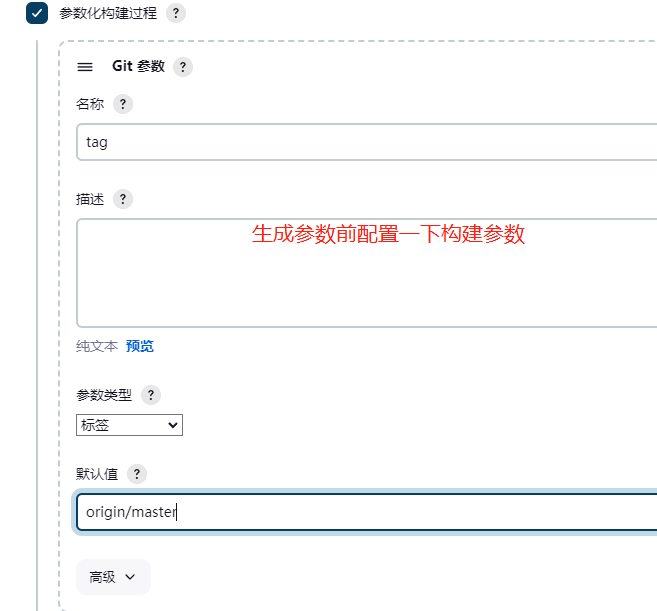 参数化构建过程 ?
Git 参数 ?
名称 ?
tag
描述 ?
生成参数前配置一下构建参数
纯文本 预览
参数类型 ?
标签
默认值 ?
origin/master
高级